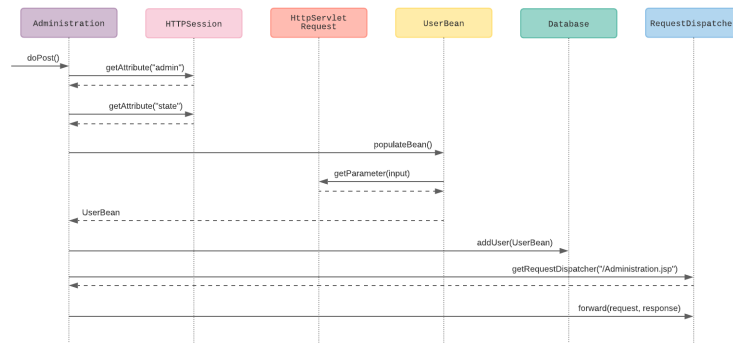 Administration
HTTPSession
HttpServlet
Request
UserBean
Database
RequestDispatche
doPost()
getAttribute("admin")
getAttribute("state")
populateBean()
getParameter(input)
UserBean
addUser(UserBean)
getRequestDispatcher("/Administration.jsp")
forward(request, response)